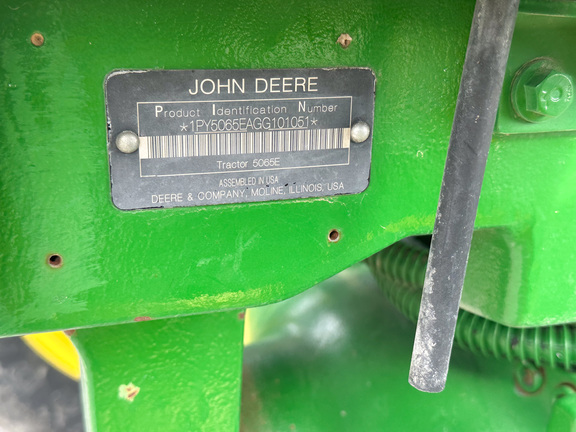 JOHN DEERE
Product Identification Number
*1PY5065EAGG101051*
Tractor 5065E
ASSEMBLED IN USA
DEERE & COMPANY, MOLINE, ILLINOIS, USA